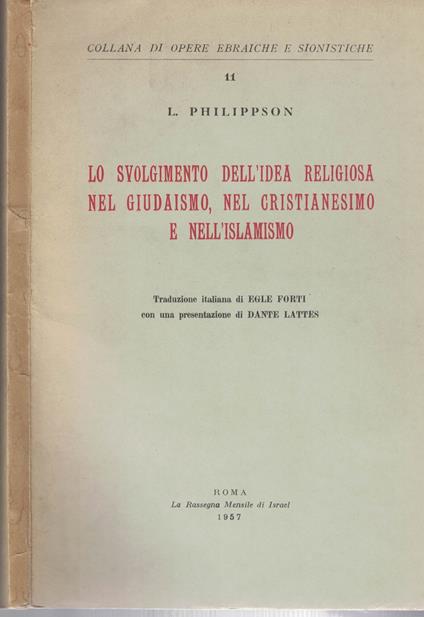 COLLANA DI OPERE EBRAICHE E SIONISTICHE
11
L. PHILIPPSON
LO SVOLGIMENTO DELL'IDEA RELIGIOSA
NEL GIUDAISMO, NEL CRISTIANESIMO
E NELL'ISLAMISMO
Traduzione italiana di EGLE FORTI
con una presentazione di DANTE LATTES
ROMA
La Rassegna Mensile di Israel
1957